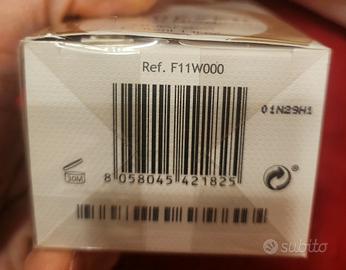 Ref. F11W000
01N29H1
30M
8 058045 421825
subito